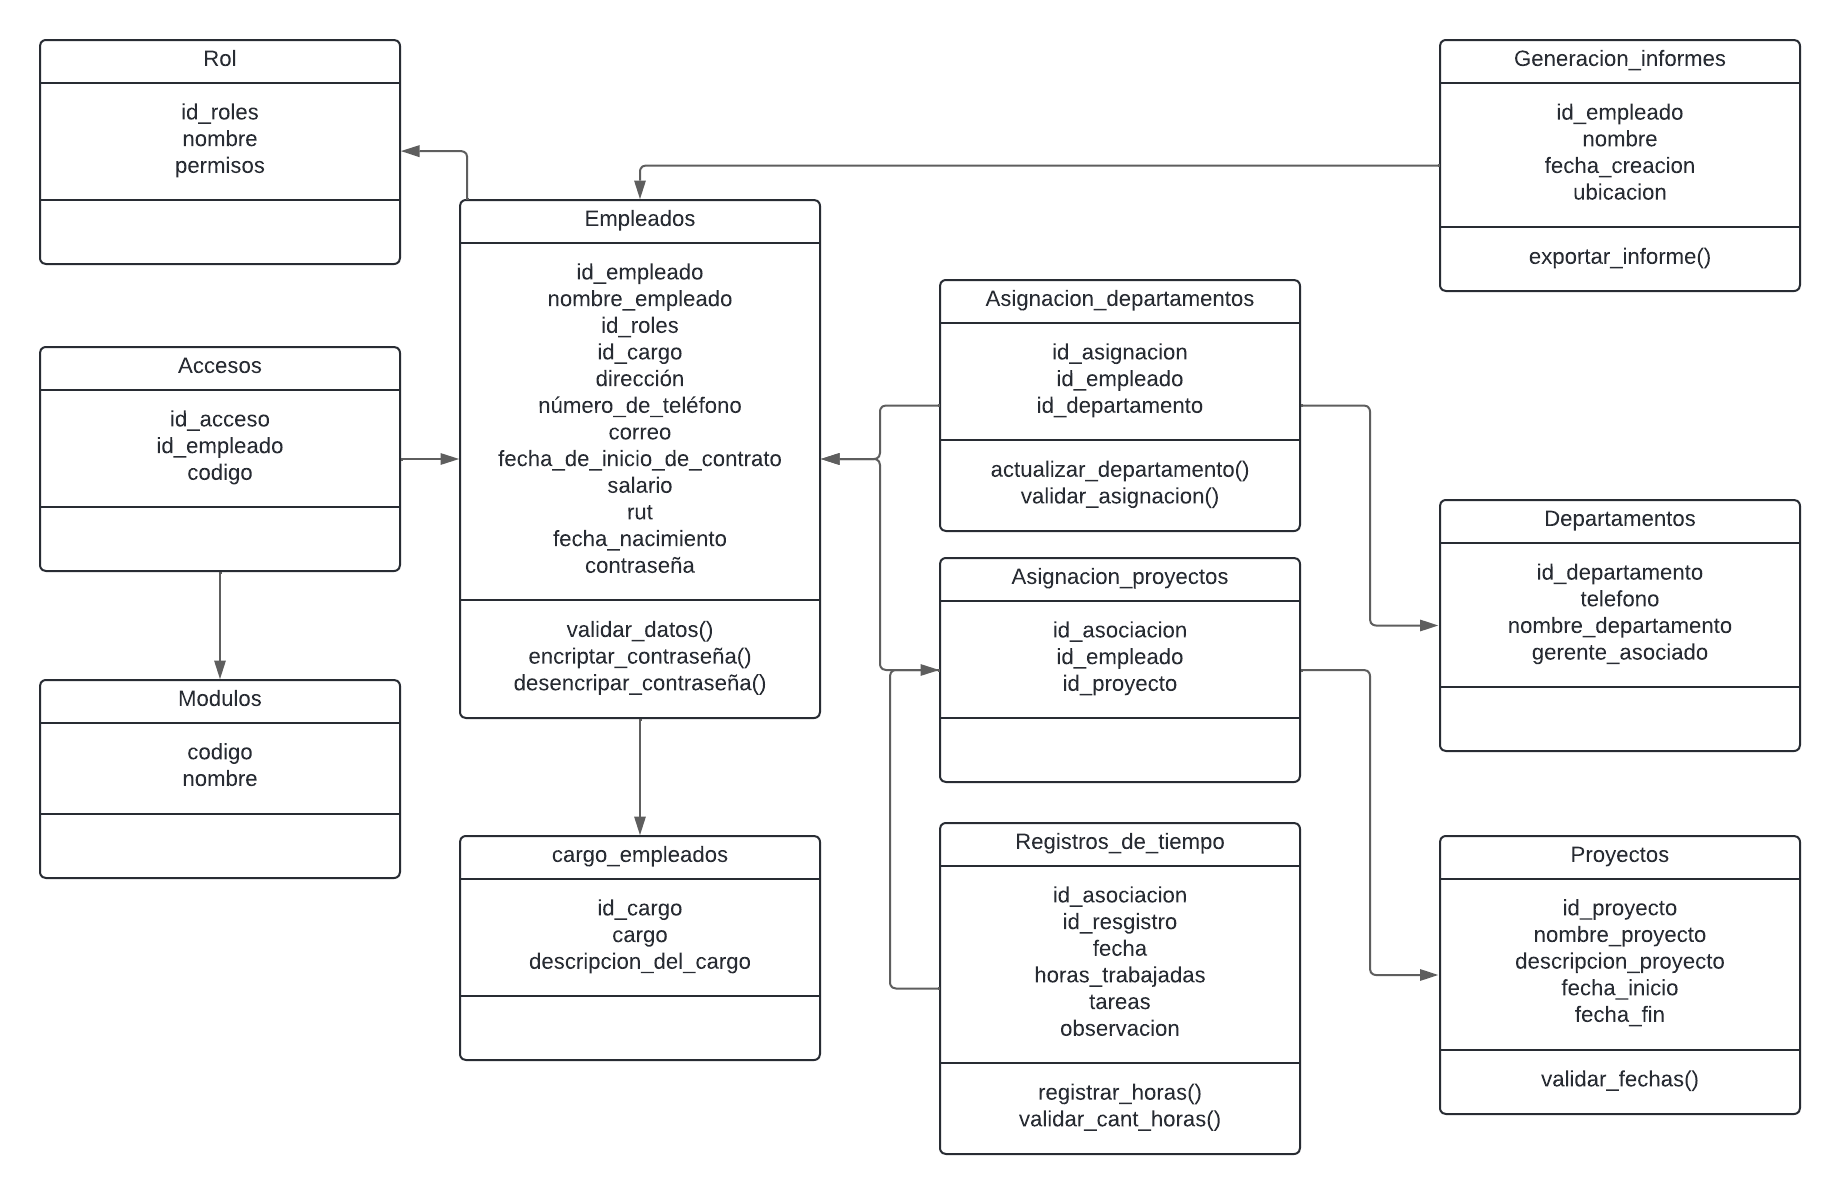 Rol
id_roles
nombre
permisos
Generacion_informes
id_empleado
nombre
fecha_creacion
ubicacion
exportar_informe()
Empleados
id_empleado
nombre_empleado
id_roles
id_cargo
dirección
número_de_teléfono
correo
fecha_de_inicio_de_contrato
salario
rut
fecha_nacimiento
contraseña
validar_datos()
encriptar_contraseña()
desencripar_contraseña()
Asignacion_departamentos
id_asignacion
id_empleado
id_departamento
actualizar_departamento()
validar_asignacion()
Accesos
id_acceso
id_empleado
codigo
Departamentos
id_departamento
telefono
nombre_departamento
gerente_asociado
Asignacion_proyectos
id_asociacion
id_empleado
id_proyecto
Modulos
codigo
nombre
cargo_empleados
id_cargo
cargo
descripcion_del_cargo
Registros_de_tiempo
id_asociacion
id_resgistro
fecha
horas_trabajadas
tareas
observacion
registrar_horas()
validar_cant_horas()
Proyectos
id_proyecto
nombre_proyecto
descripcion_proyecto
fecha_inicio
fecha_fin
validar_fechas()